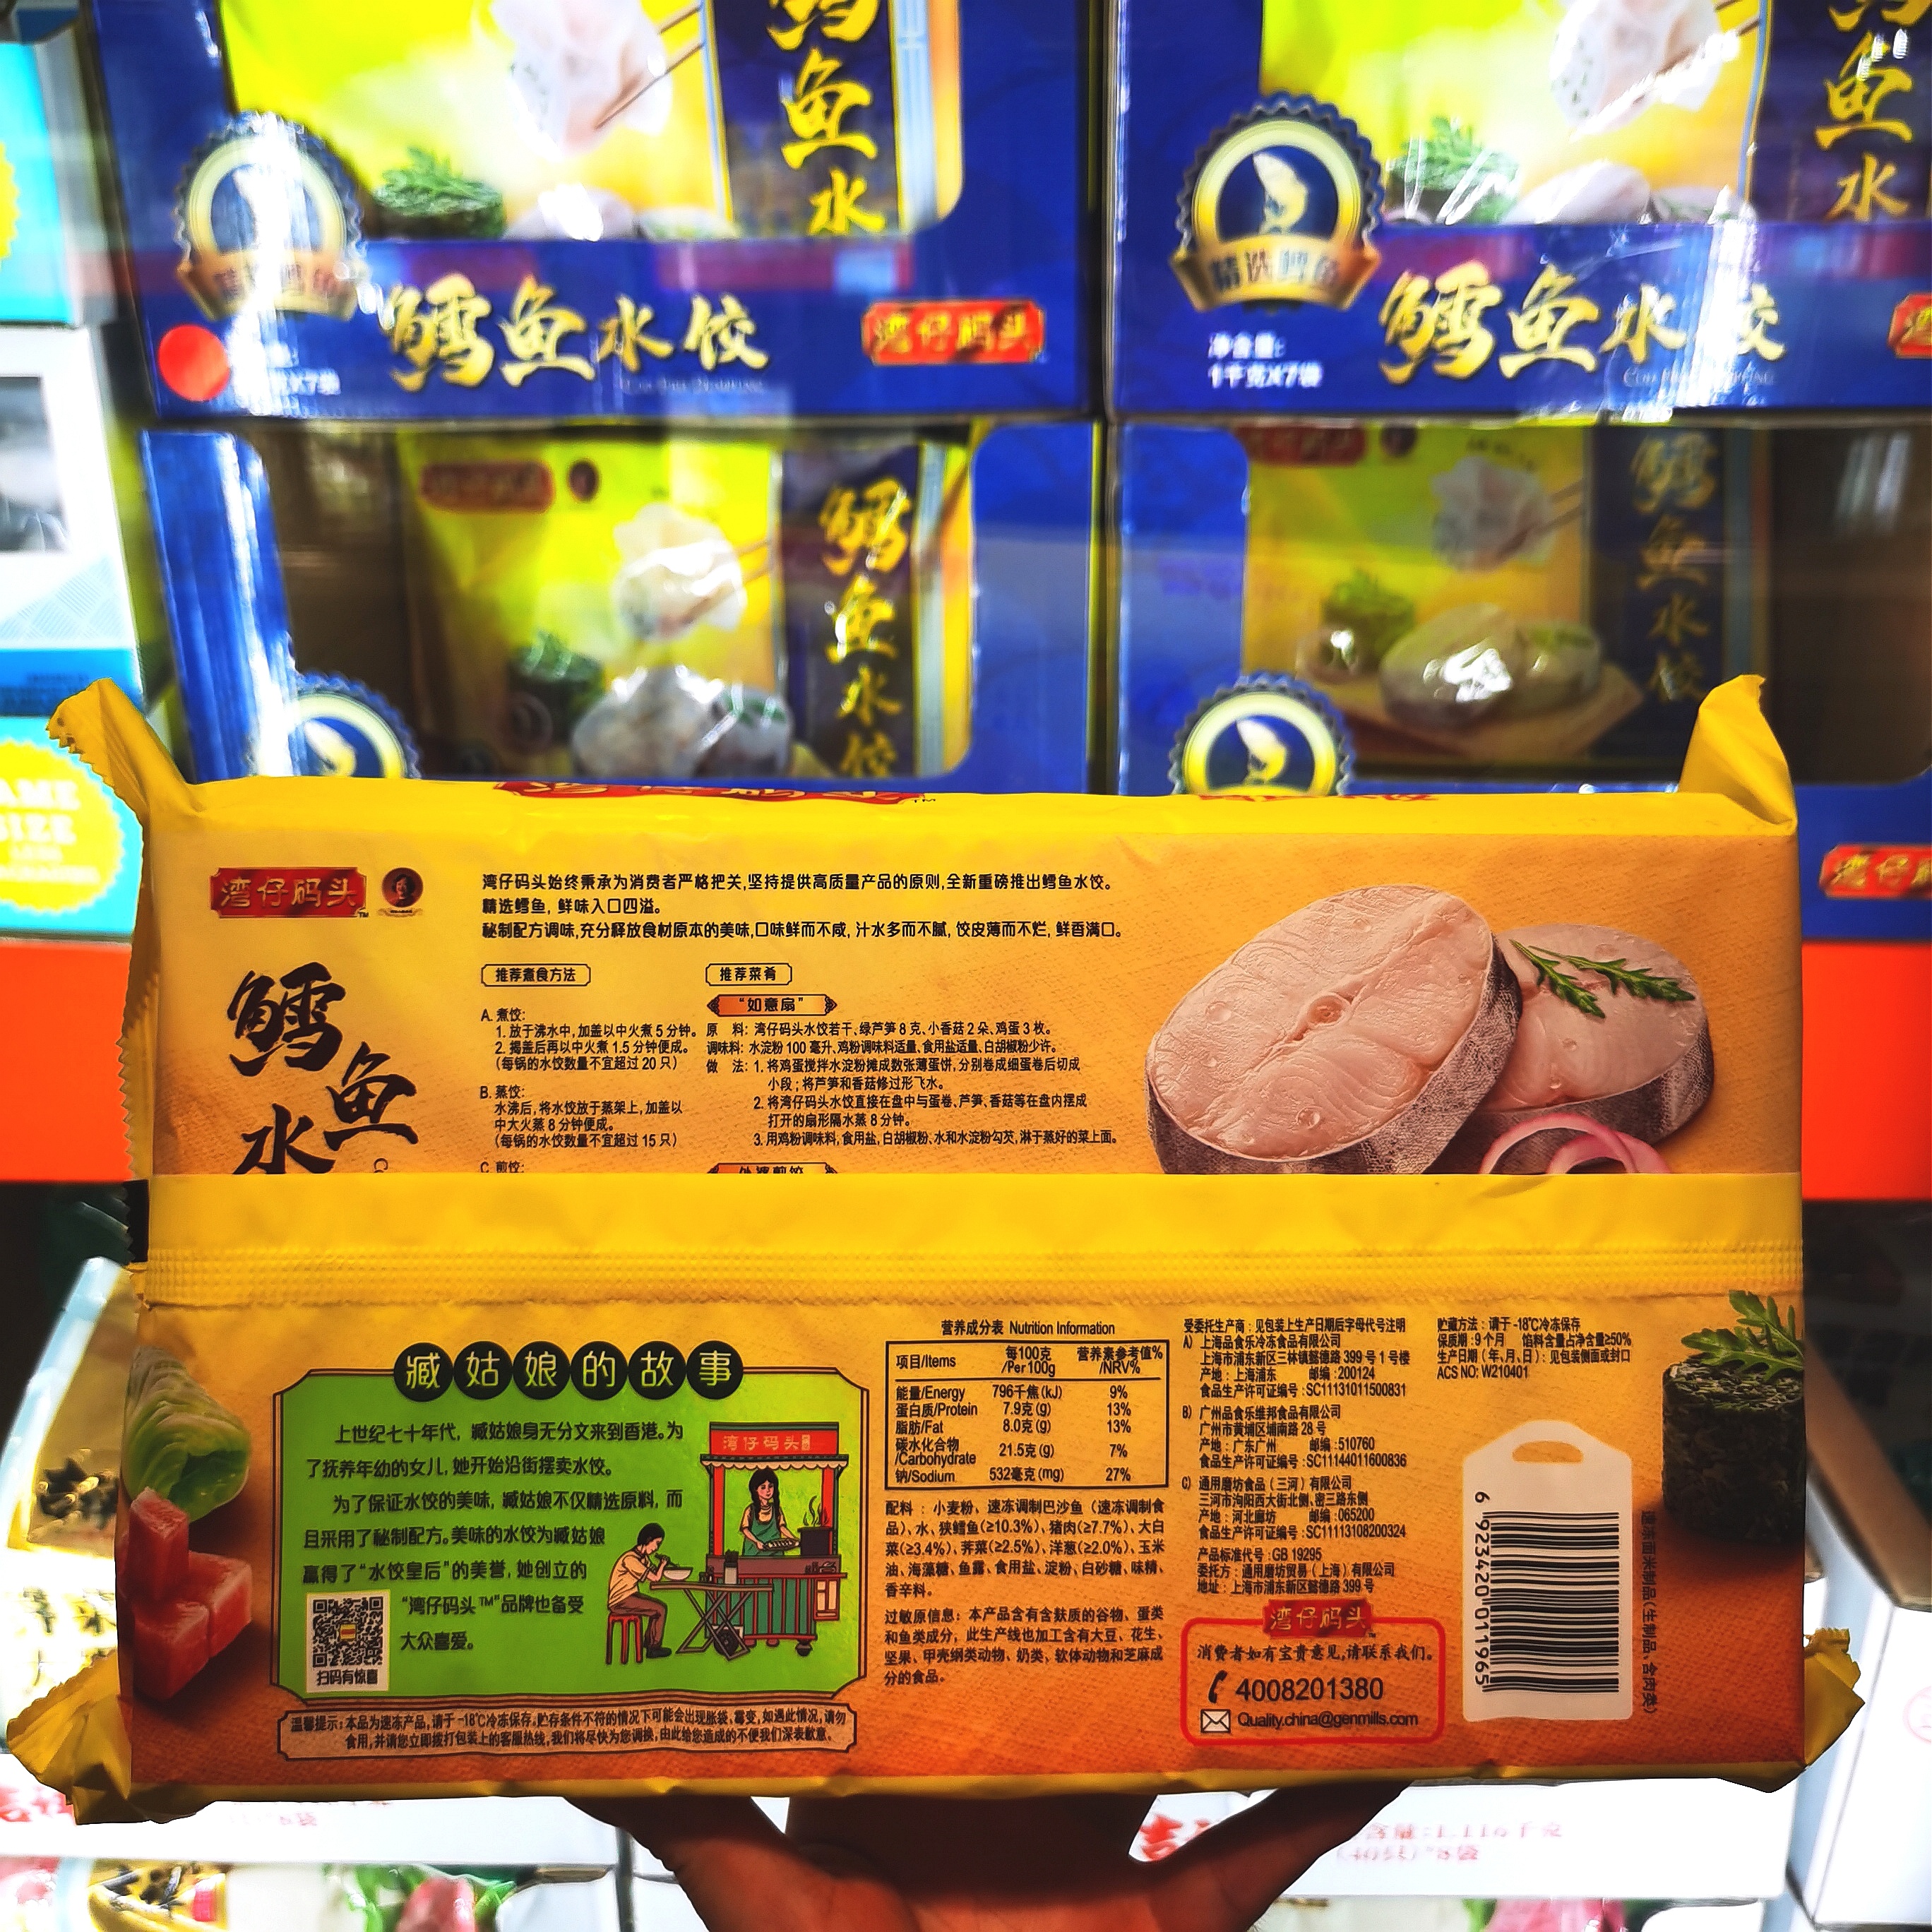 鳕鱼水
鱼水
精选鳕鱼
鳕鱼水饺
湾仔码头
净含量:
1千克X7袋
鳕鱼水饺
鳕鱼水饺
鳕鱼水饺
湾仔码头™
湾仔码头始终秉承为消费者严格把关,坚持提供高质量产品的原则,全新重磅推出鳕鱼水饺。
精选鳕鱼, 鲜味入口四溢。
秘制配方调味,充分释放食材原本的美味,口味鲜而不咸, 汁水多而不腻, 饺皮薄而不烂, 鲜香满口。
鳕鱼水
推荐煮食方法
A. 煮饺:
1. 放于沸水中,加盖以中火煮 5 分钟。
2. 揭盖后再以中火煮 1.5 分钟便成。
(每锅的水饺数量不宜超过 20 只)
B. 蒸饺:
水沸后, 将水饺放于蒸架上, 加盖以
中大火蒸 8 分钟便成。
(每锅的水饺数量不宜超过 15 只)
C. 煎饺:
推荐菜肴
“如意扇”
原 料: 湾仔码头水饺若干、绿芦笋 8 克、小香菇 2 朵、鸡蛋 3 枚。
调味料: 水淀粉 100 毫升、鸡粉调味料适量、食用盐适量、白胡椒粉少许。
做 法: 1. 将鸡蛋搅拌水淀粉摊成数张薄蛋饼, 分别卷成细蛋卷后切成
小段 ; 将芦笋和香菇修过形飞水。
2. 将湾仔码头水饺直接在盘中与蛋卷、芦笋、香菇等在盘内摆成
打开的扇形隔水蒸 8 分钟。
3. 用鸡粉调味料, 食用盐, 白胡椒粉、水和水淀粉勾芡, 淋于蒸好的菜上面。
臧姑娘的故事
上世纪七十年代, 臧姑娘身无分文来到香港。为
了抚养年幼的女儿, 她开始沿街摆卖水饺。
为了保证水饺的美味, 臧姑娘不仅精选原料, 而
且采用了秘制配方。美味的水饺为臧姑娘
赢得了“水饺皇后”的美誉, 她创立的
“湾仔码头™”品牌也备受
大众喜爱。
扫码有惊喜
湾仔码头
温馨提示: 本品为速冻产品, 请于 -18℃冷冻保存。贮存条件不符的情况下可能会出现胀袋、霉变, 如遇此情况, 请勿
食用, 并请您立即拨打包装上的客服热线, 我们将尽快为您调换, 由此给您造成的不便我们深表歉意。
营养成分表 Nutrition Information
项目/Items 每100克/Per 100g 营养素参考值%/NRV%
能量/Energy 796千焦(kJ) 9%
蛋白质/Protein 7.9克(g) 13%
脂肪/Fat 8.0克(g) 13%
碳水化合物/Carbohydrate 21.5克(g) 7%
钠/Sodium 532毫克(mg) 27%
配料 : 小麦粉、速冻调制巴沙鱼 (速冻调制食
品)、水、狭鳕鱼(≥10.3%)、猪肉(≥7.7%)、大白
菜(≥3.4%)、荠菜(≥2.5%)、洋葱(≥2.0%)、玉米
油、海藻糖、鱼露、食用盐、淀粉、白砂糖、味精、
香辛料。
过敏原信息: 本产品含有含麸质的谷物、蛋类
和鱼类成分, 此生产线也加工含有大豆、花生、
坚果、甲壳纲类动物、奶类、软体动物和芝麻成
分的食品。
受委托生产商 : 见包装上生产日期后字母代号注明
A) 上海品食乐冷冻食品有限公司
上海市浦东新区三林镇懿德路 399 号 1 号楼
产地 : 上海浦东 邮编 :200124
食品生产许可证编号 :SC11131011500831
B) 广州品食乐维邦食品有限公司
广州市黄埔区埔南路 28 号
产地 : 广东广州 邮编 :510760
食品生产许可证编号 :SC11144011600836
C) 通用磨坊食品 (三河) 有限公司
三河市泃阳西大街北侧、密三路东侧
产地 : 河北廊坊 邮编 :065200
食品生产许可证编号 :SC11113108200324
产品标准代号 :GB 19295
委托方 : 通用磨坊贸易 (上海) 有限公司
地址 : 上海市浦东新区懿德路 399 号
湾仔码头
消费者如有宝贵意见,请联系我们。
4008201380
Quality.china@genmills.com
贮藏方法 : 请于 -18℃冷冻保存
保质期 :9 个月 馅料含量占净含量≥50%
生产日期 (年、月、日) : 见包装侧面或封口
ACS NO: W210401
6 923420 011965
速冻面米制品(生制品、含肉类)